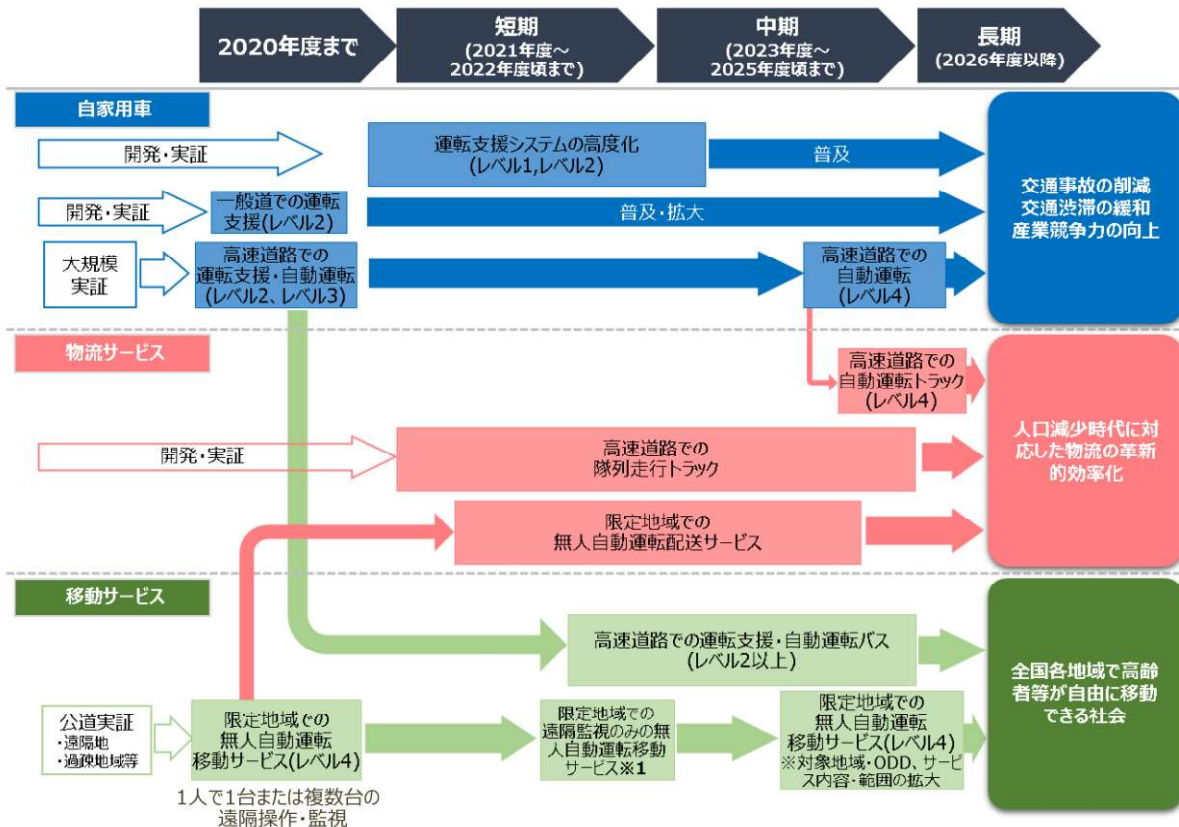 2020年度まで
短期
(2021年度～
2022年度頃まで)
中期
(2023年度～
2025年度頃まで)
長期
(2026年度以降)
自家用車
開発・実証
運転支援システムの高度化
(レベル1,レベル2)
普及
開発・実証
一般道での運転
支援(レベル2)
普及・拡大
大規模
実証
高速道路での
運転支援・自動運転
(レベル2、レベル3)
高速道路での
自動運転
(レベル4)
交通事故の削減
交通渋滞の緩和
産業競争力の向上
物流サービス
高速道路での
自動運転トラック
(レベル4)
開発・実証
高速道路での
隊列走行トラック
限定地域での
無人自動運転配送サービス
人口減少時代に対
応した物流の革新
的効率化
移動サービス
高速道路での運転支援・自動運転バス
(レベル2以上)
公道実証
・遠隔地
・過疎地域等
限定地域での
無人自動運転
移動サービス(レベル4)
1人で1台または複数台の
遠隔操作・監視
限定地域での
遠隔監視のみの無
人自動運転移動
サービス※1
限定地域での
無人自動運転
移動サービス(レベル4)
※対象地域・ODD、サービ
ス内容・範囲の拡大
全国各地域で高齢
者等が自由に移動
できる社会